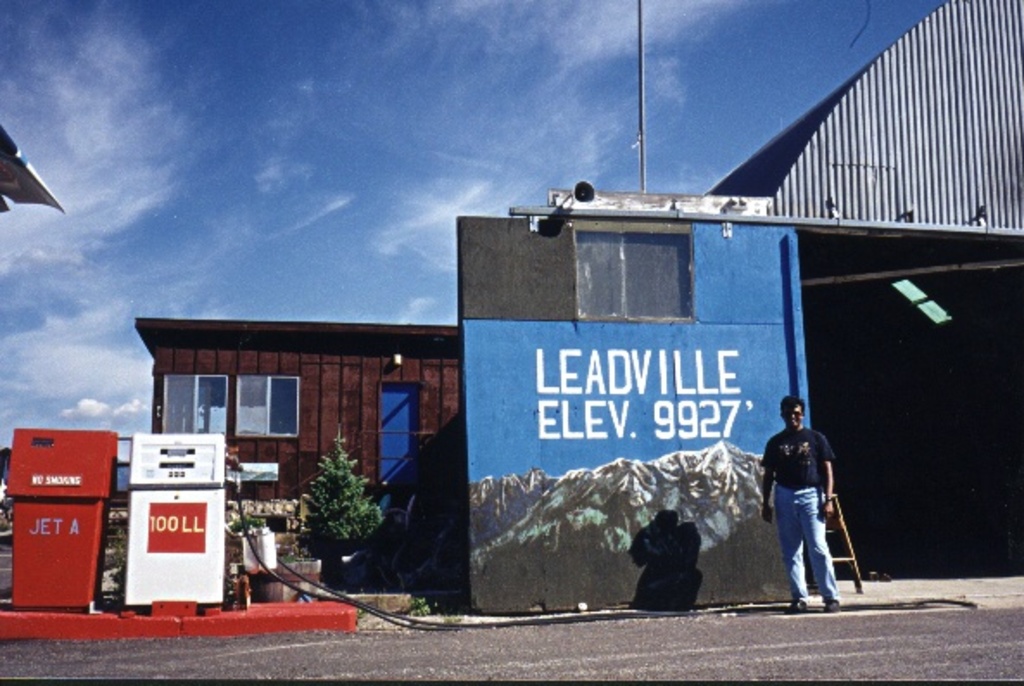 LEADVILLE
ELEV. 9927'
NO SMOKING
JET A
100LL